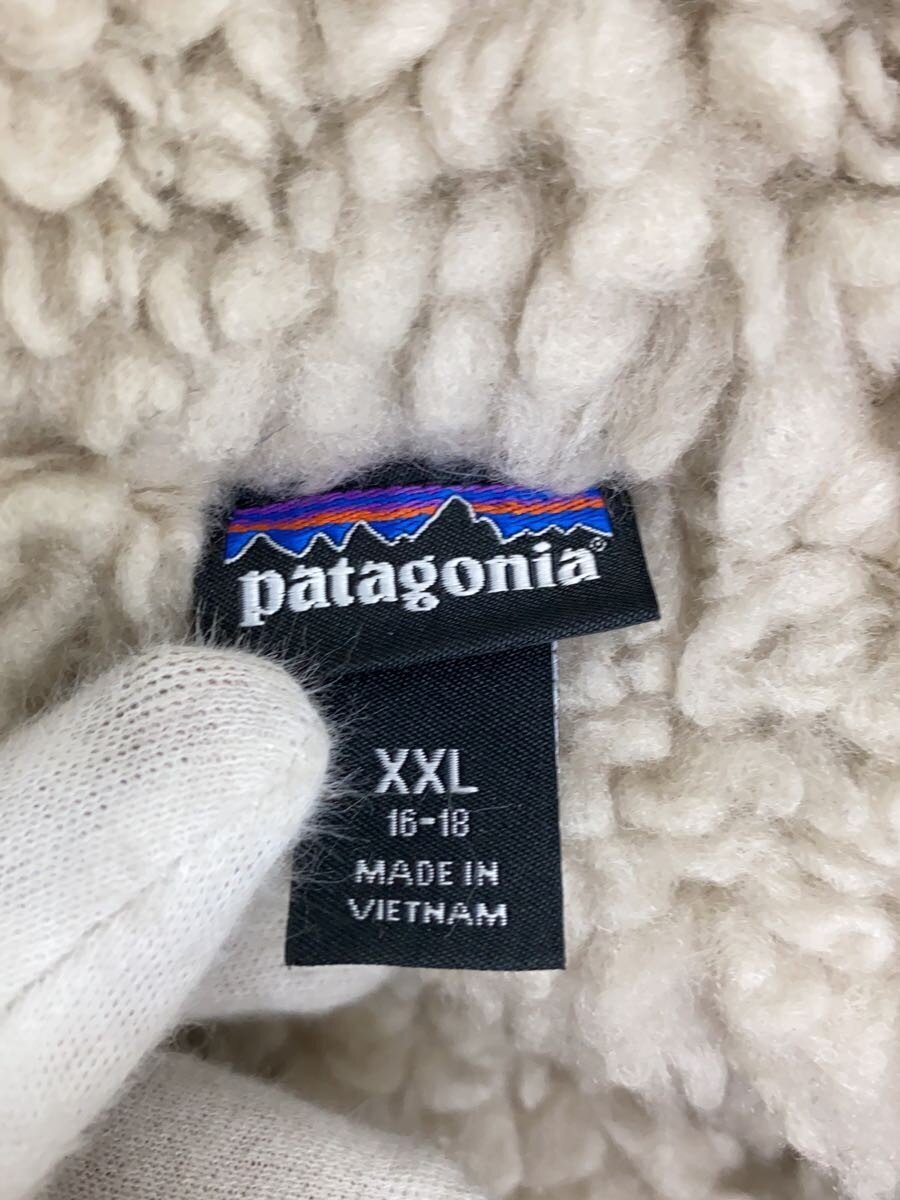 patagonia®
XXL
16-18
MADE IN
VIETNAM